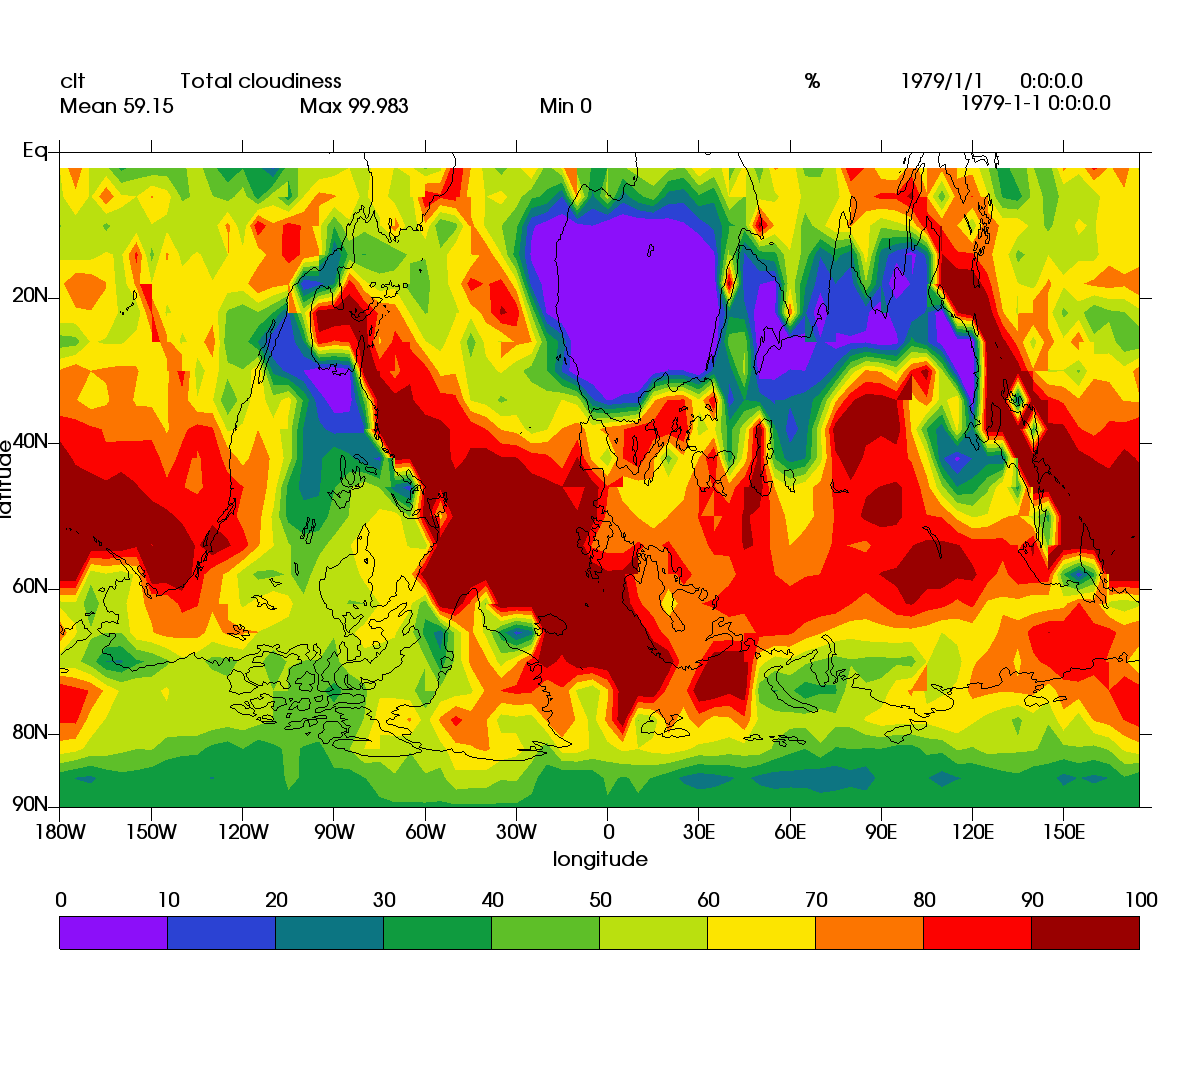 clt Total cloudiness % 1979/1/1 0:0:0.0
Mean 59.15 Max 99.983 Min 0 1979-1-1 0:0:0.0
Eq
20N
40N
latitude
60N
80N
90N
180W 150W 120W 90W 60W 30W 0 30E 60E 90E 120E 150E
longitude
0 10 20 30 40 50 60 70 80 90 100